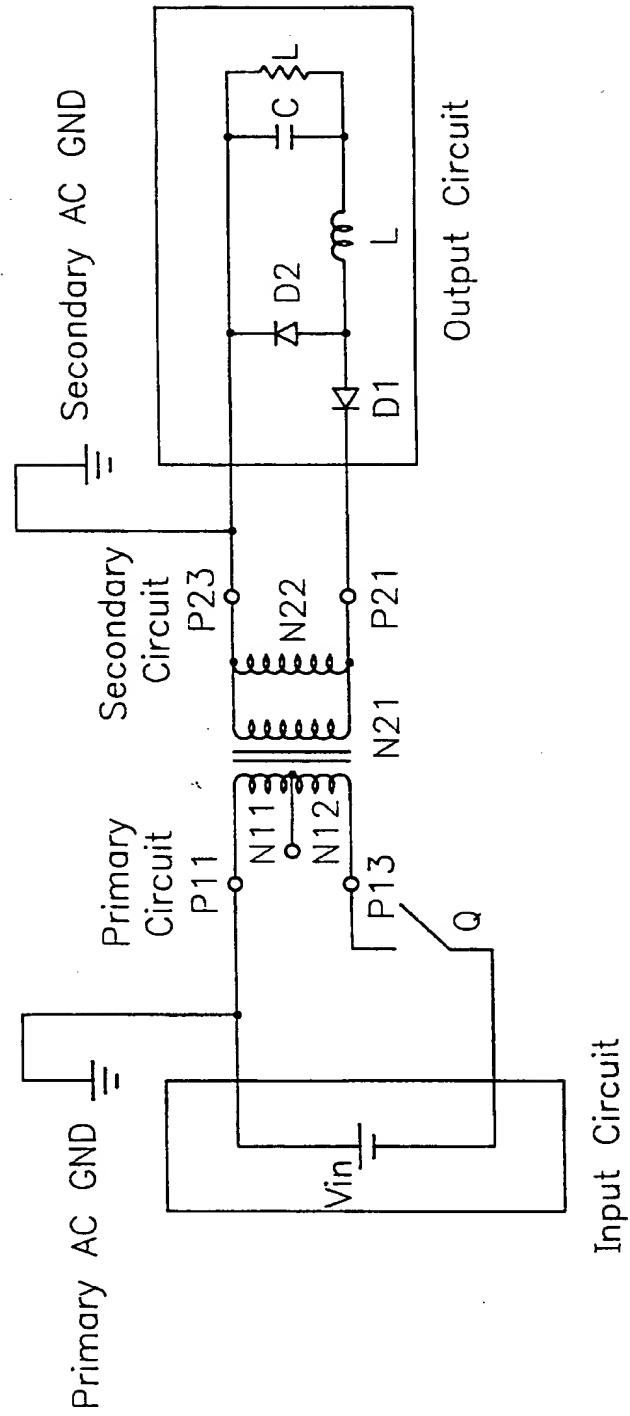 Primary AC GND
Secondary AC GND
Primary
Circuit
Secondary
Circuit
P11
P23
N11
N12
N22
N21
P13
P21
Q
Vin
D2
D1
L
C
L
Input Circuit
Output Circuit